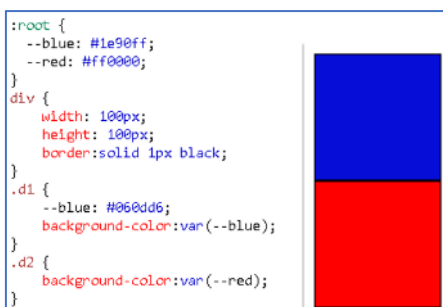 :root {
--blue: #1e90ff;
--red: #ff0000;
}
div {
width: 100px;
height: 100px;
border:solid 1px black;
}
.d1 {
--blue: #060dd6;
background-color:var(--blue);
}
.d2 {
background-color:var(--red);
}